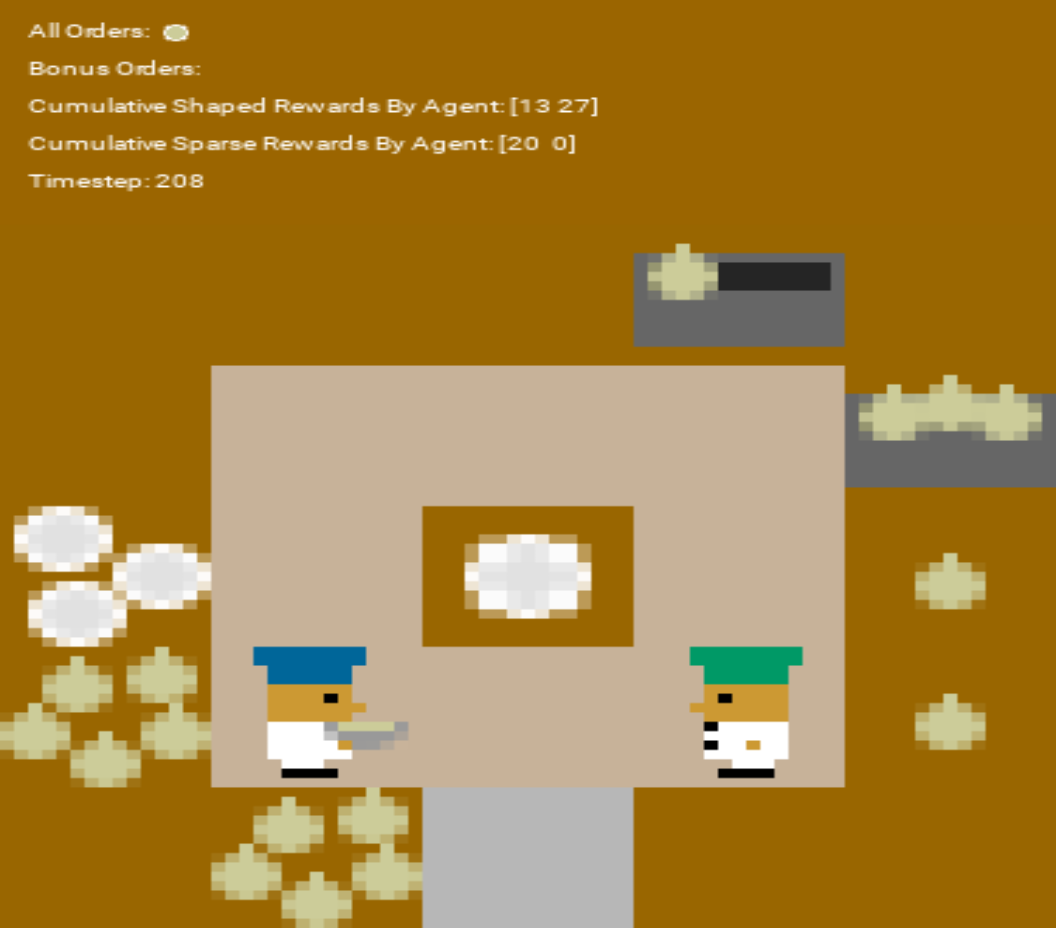 All Orders:
Bonus Orders:
Cumulative Shaped Rewards By Agent: [13 27]
Cumulative Sparse Rewards By Agent: [20  0]
Timestep: 208